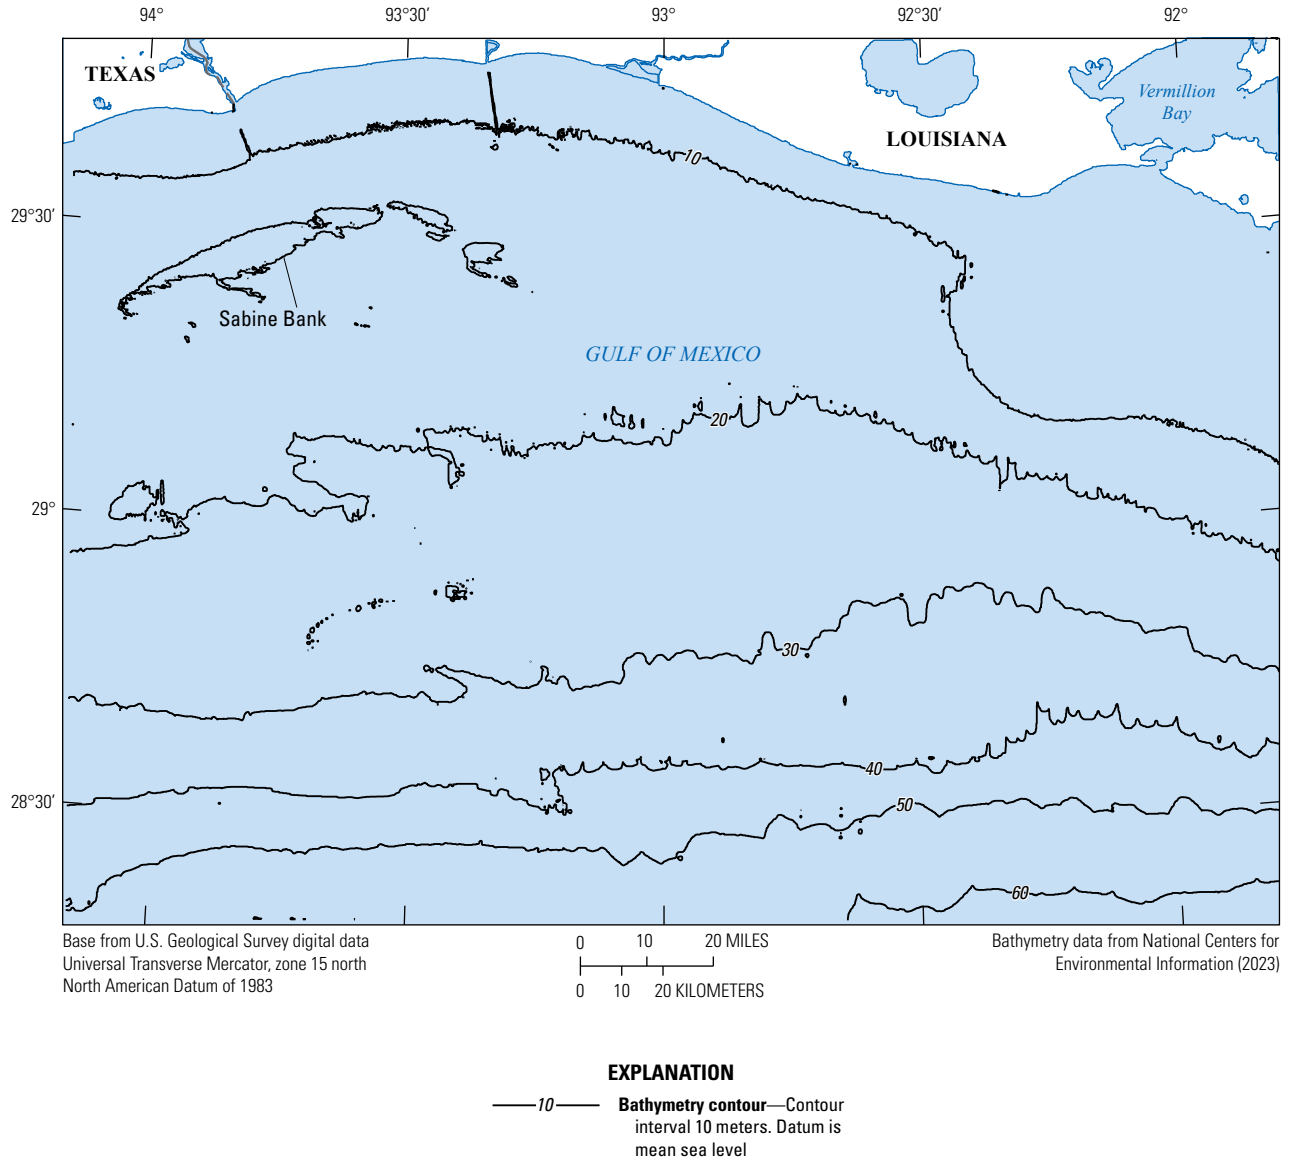 94°
93°30'
93°
92°30'
92°
TEXAS
Vermillion
Bay
LOUISIANA
10
29°30'
Sabine Bank
GULF OF MEXICO
20
29°
30
40
28°30'
50
60
Base from U.S. Geological Survey digital data
Universal Transverse Mercator, zone 15 north
North American Datum of 1983
0 10 20 MILES
0 10 20 KILOMETERS
Bathymetry data from National Centers for
Environmental Information (2023)
EXPLANATION
10 Bathymetry contour—Contour
interval 10 meters. Datum is
mean sea level